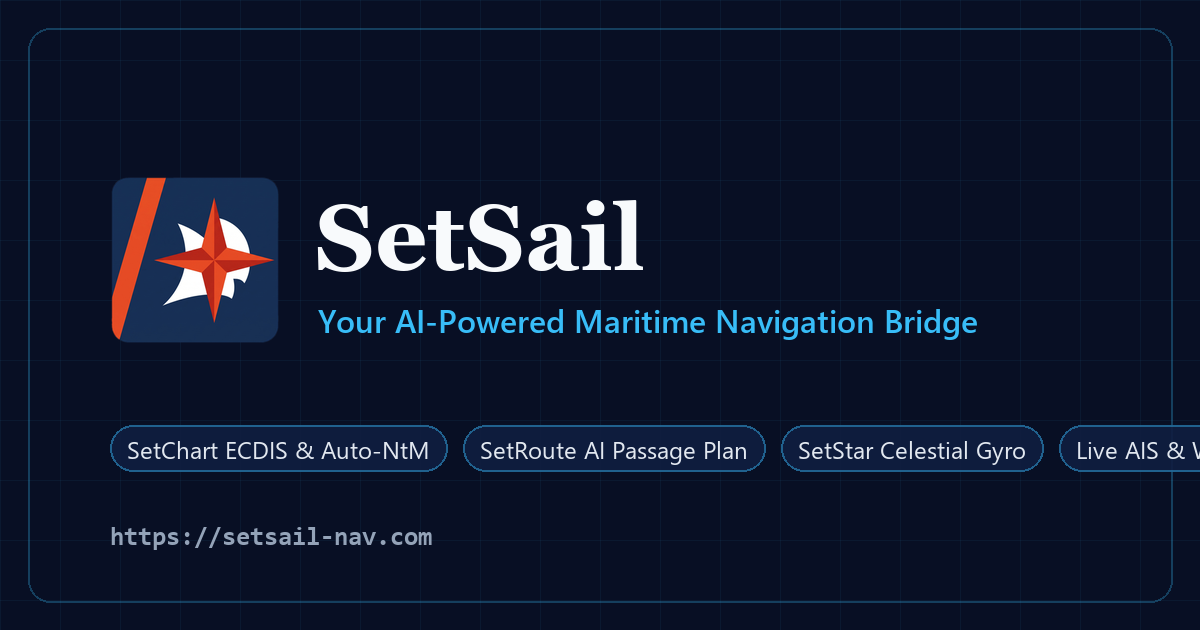 SetSail
Your AI-Powered Maritime Navigation Bridge
SetChart ECDIS & Auto-NtM SetRoute AI Passage Plan SetStar Celestial Gyro Live AIS &
https://setsail-nav.com